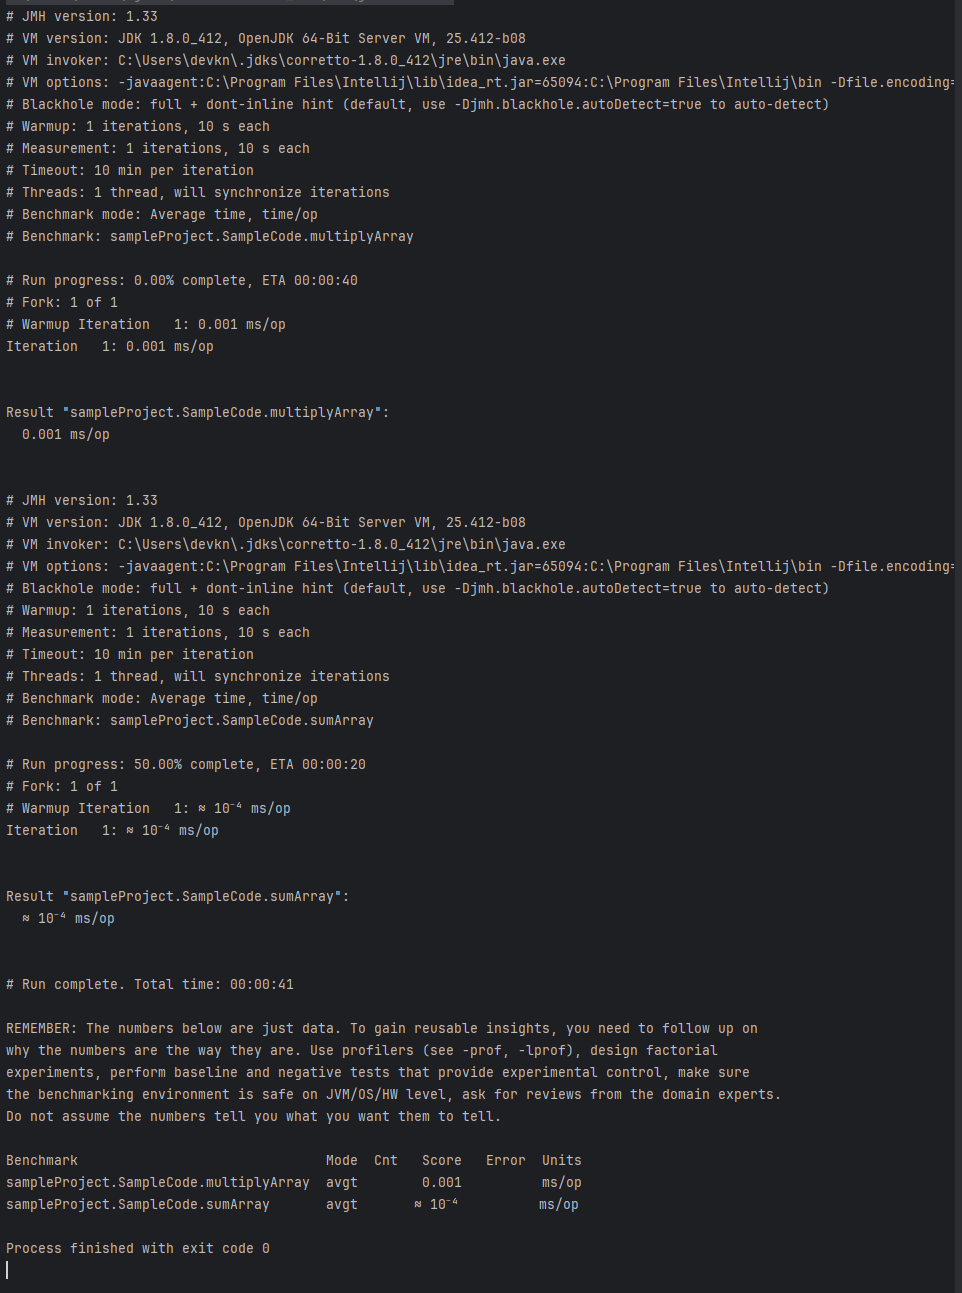 # JMH version: 1.33
# VM version: JDK 1.8.0_412, OpenJDK 64-Bit Server VM, 25.412-b08
# VM invoker: C:\Users\devkn\.jdks\corretto-1.8.0_412\jre\bin\java.exe
# VM options: -javaagent:C:\Program Files\Intellij\lib\idea_rt.jar=65094:C:\Program Files\Intellij\bin -Dfile.encoding=
# Blackhole mode: full + dont-inline hint (default, use -Djmh.blackhole.autoDetect=true to auto-detect)
# Warmup: 1 iterations, 10 s each
# Measurement: 1 iterations, 10 s each
# Timeout: 10 min per iteration
# Threads: 1 thread, will synchronize iterations
# Benchmark mode: Average time, time/op
# Benchmark: sampleProject.SampleCode.multiplyArray
# Run progress: 0.00% complete, ETA 00:00:40
# Fork: 1 of 1
# Warmup Iteration   1: 0.001 ms/op
Iteration   1: 0.001 ms/op
Result "sampleProject.SampleCode.multiplyArray":
  0.001 ms/op
# JMH version: 1.33
# VM version: JDK 1.8.0_412, OpenJDK 64-Bit Server VM, 25.412-b08
# VM invoker: C:\Users\devkn\.jdks\corretto-1.8.0_412\jre\bin\java.exe
# VM options: -javaagent:C:\Program Files\Intellij\lib\idea_rt.jar=65094:C:\Program Files\Intellij\bin -Dfile.encoding=
# Blackhole mode: full + dont-inline hint (default, use -Djmh.blackhole.autoDetect=true to auto-detect)
# Warmup: 1 iterations, 10 s each
# Measurement: 1 iterations, 10 s each
# Timeout: 10 min per iteration
# Threads: 1 thread, will synchronize iterations
# Benchmark mode: Average time, time/op
# Benchmark: sampleProject.SampleCode.sumArray
# Run progress: 50.00% complete, ETA 00:00:20
# Fork: 1 of 1
# Warmup Iteration   1: ≈ 10⁻⁴ ms/op
Iteration   1: ≈ 10⁻⁴ ms/op
Result "sampleProject.SampleCode.sumArray":
  ≈ 10⁻⁴ ms/op
# Run complete. Total time: 00:00:41
REMEMBER: The numbers below are just data. To gain reusable insights, you need to follow up on
why the numbers are the way they are. Use profilers (see -prof, -lprof), design factorial
experiments, perform baseline and negative tests that provide experimental control, make sure
the benchmarking environment is safe on JVM/OS/HW level, ask for reviews from the domain experts.
Do not assume the numbers tell you what you want them to tell.
Benchmark                               Mode  Cnt   Score   Error  Units
sampleProject.SampleCode.multiplyArray  avgt        0.001          ms/op
sampleProject.SampleCode.sumArray       avgt       ≈ 10⁻⁴          ms/op
Process finished with exit code 0